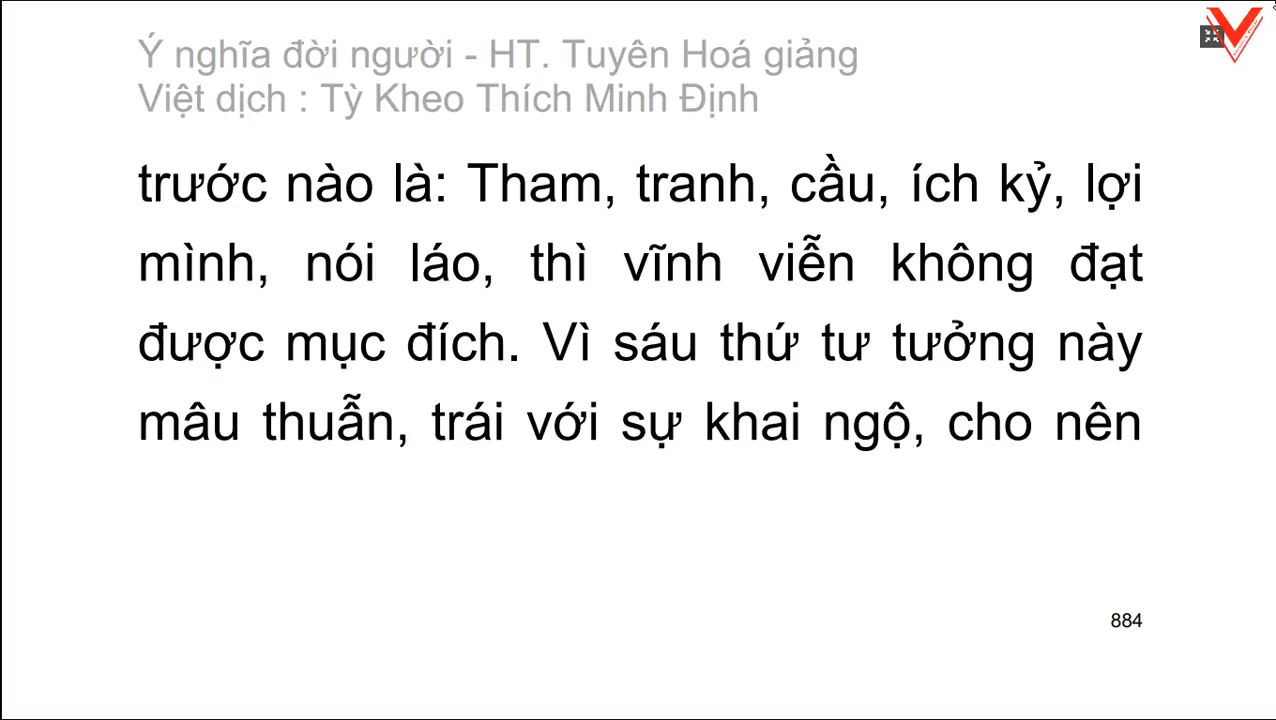 Ý nghĩa đời người - HT. Tuyên Hoá giảng
Việt dịch : Tỳ Kheo Thích Minh Định
trước nào là: Tham, tranh, cầu, ích kỷ, lợi
mình, nói láo, thì vĩnh viễn không đạt
được mục đích. Vì sáu thứ tư tưởng này
mâu thuẫn, trái với sự khai ngộ, cho nên
884